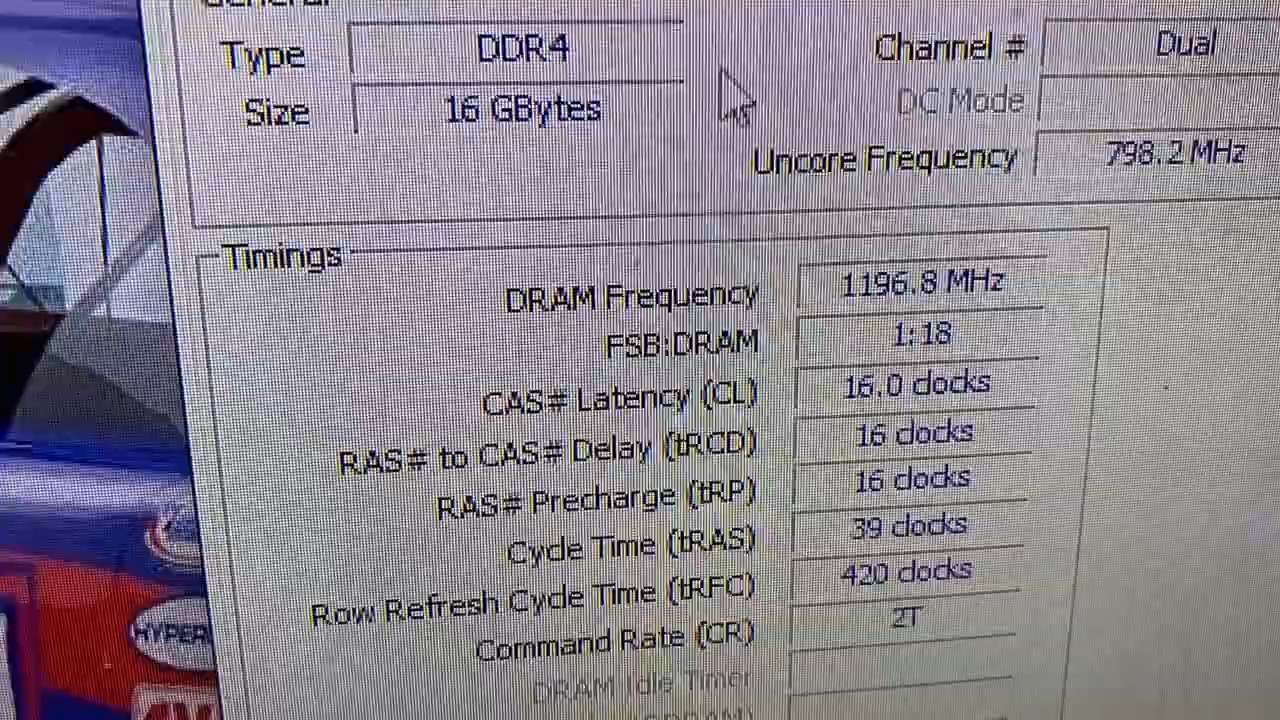 General
Type DDR4 Channel # Dual
Size 16 GBytes DC Mode
Uncore Frequency 798.2 MHz
Timings
DRAM Frequency 1196.8 MHz
FSB:DRAM 1:18
CAS# Latency (CL) 16.0 clocks
RAS# to CAS# Delay (tRCD) 16 clocks
RAS# Precharge (tRP) 16 clocks
Cycle Time (tRAS) 39 clocks
Row Refresh Cycle Time (tRFC) 420 clocks
Command Rate (CR) 2T
DRAM Idle Timer
HYPER